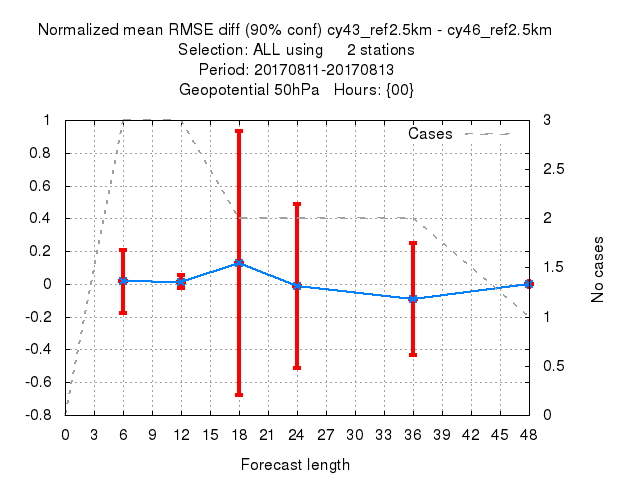 Normalized mean RMSE diff (90% conf) cy43_ref2.5km - cy46_ref2.5km
Selection: ALL using 2 stations
Period: 20170811-20170813
Geopotential 50hPa Hours: {00}
Cases
1
0.8
0.6
0.4
0.2
0
-0.2
-0.4
-0.6
-0.8
3
2.5
2
1.5
1
0.5
0
No cases
0 3 6 9 12 15 18 21 24 27 30 33 36 39 42 45 48
Forecast length